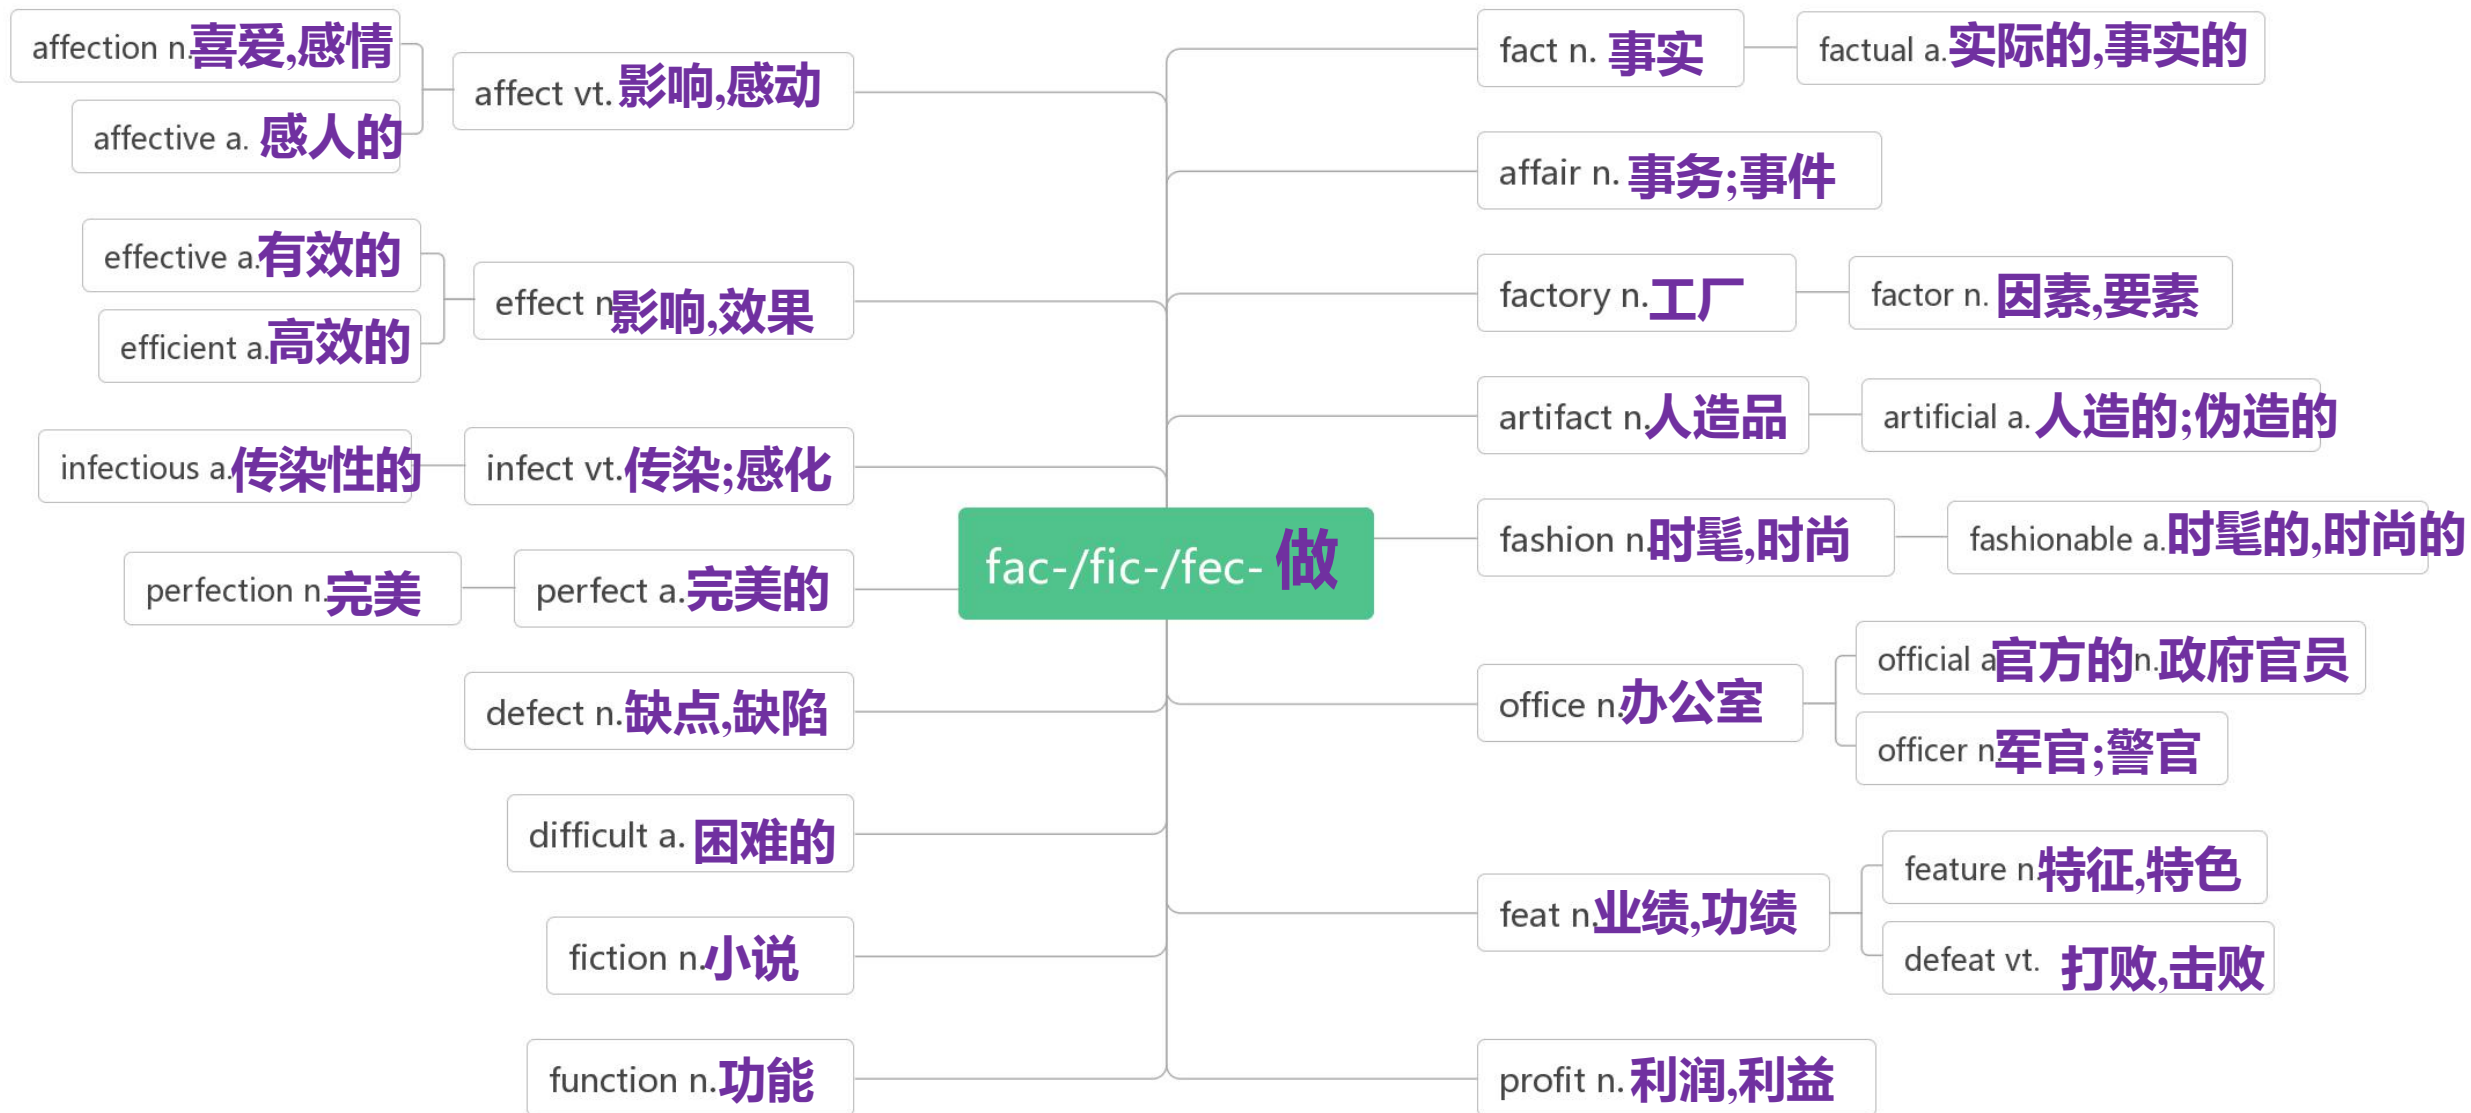 affection n.喜爱,感情
affect vt. 影响,感动
affective a. 感人的
effective a.有效的
effect n.影响,效果
efficient a.高效的
infectious a.传染性的
infect vt.传染;感化
perfection n.完美
perfect a.完美的
defect n.缺点,缺陷
difficult a. 困难的
fiction n.小说
function n.功能
fac-/fic-/fec- 做
fact n. 事实
factual a.实际的,事实的
affair n. 事务;事件
factory n.工厂
factor n. 因素,要素
artifact n.人造品
artificial a.人造的;伪造的
fashion n.时髦,时尚
fashionable a.时髦的,时尚的
office n.办公室
official a官方的n.政府官员
officer n.军官;警官
feat n.业绩,功绩
feature n.特征,特色
defeat vt. 打败,击败
profit n. 利润,利益